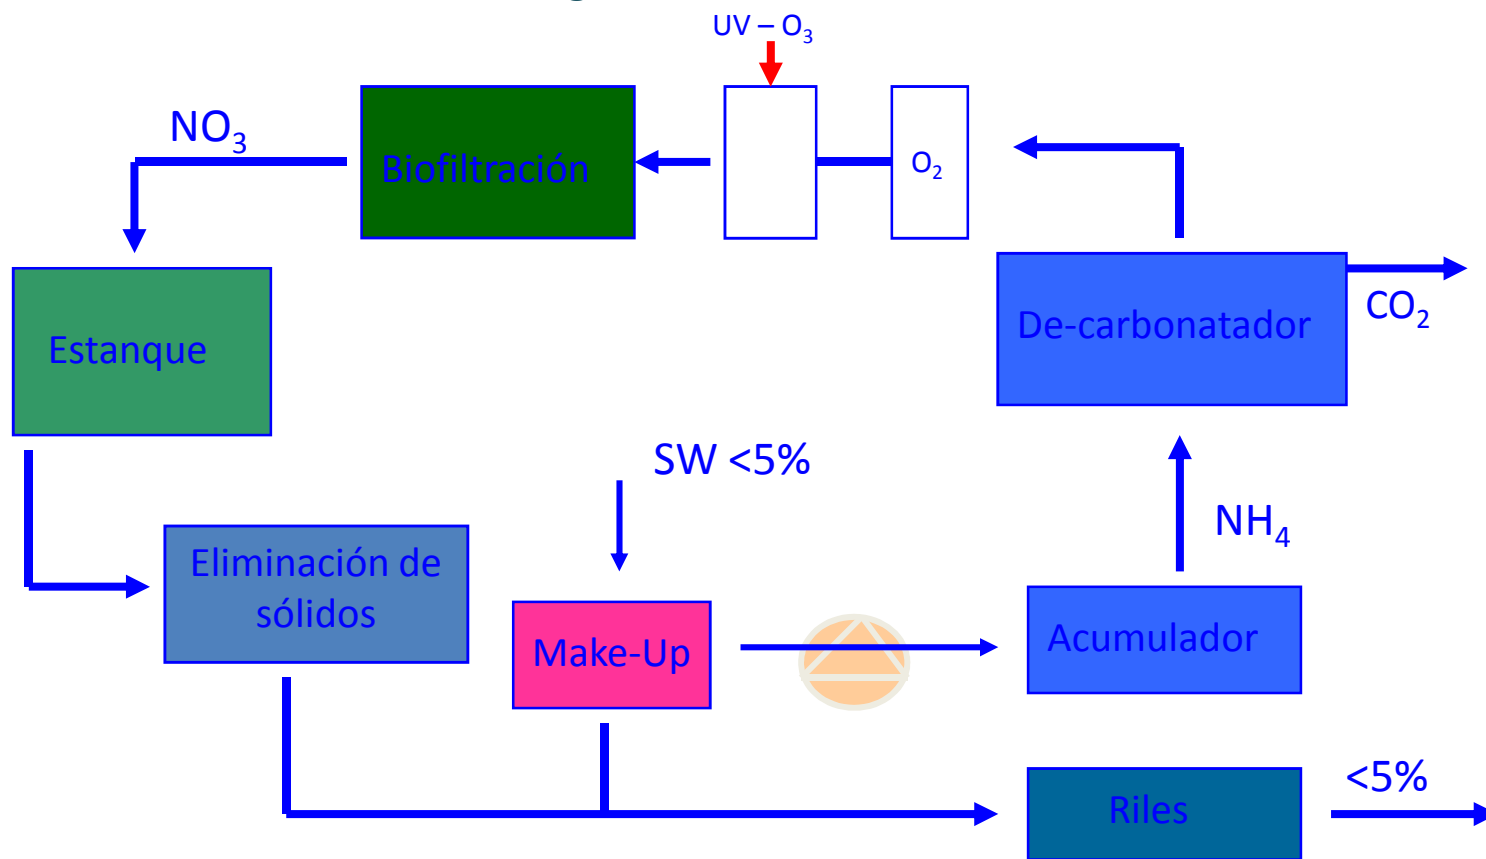 UV – O₃
NO₃
Biofiltración
O₂
De-carbonatador
CO₂
Estanque
SW <5%
NH₄
Eliminación de
sólidos
Make-Up
Acumulador
Riles
<5%